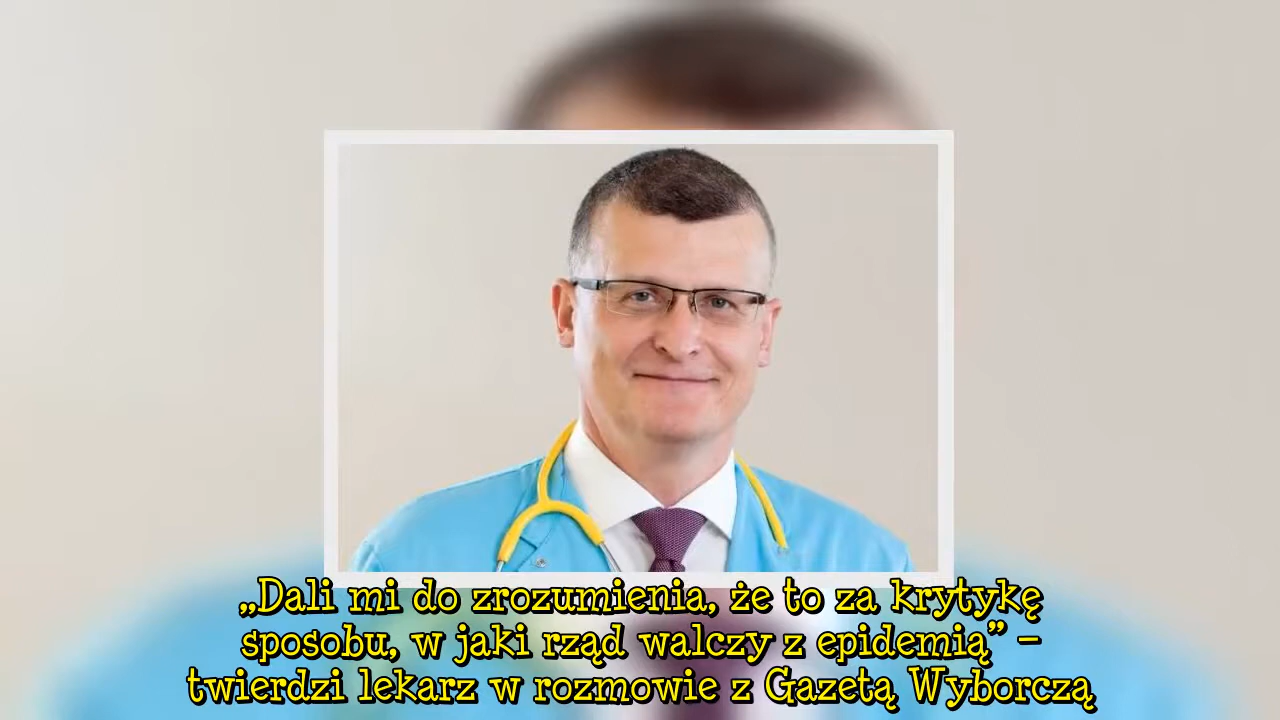 „Dali mi do zrozumienia, że to za krytykę
sposobu, w jaki rząd walczy z epidemią” –
twierdzi lekarz w rozmowie z Gazetą Wyborczą